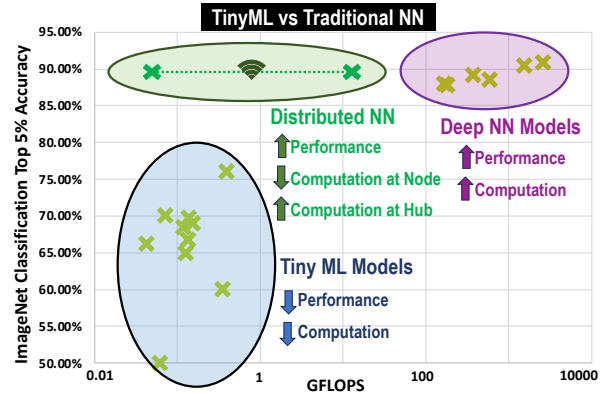 TinyML vs Traditional NN
ImageNet Classification Top 5% Accuracy
95.00%
90.00%
85.00%
80.00%
75.00%
70.00%
65.00%
60.00%
55.00%
50.00%
Distributed NN
Performance
Computation at Node
Computation at Hub
Deep NN Models
Performance
Computation
Tiny ML Models
Performance
Computation
0.01
1
100
10000
GFLOPS